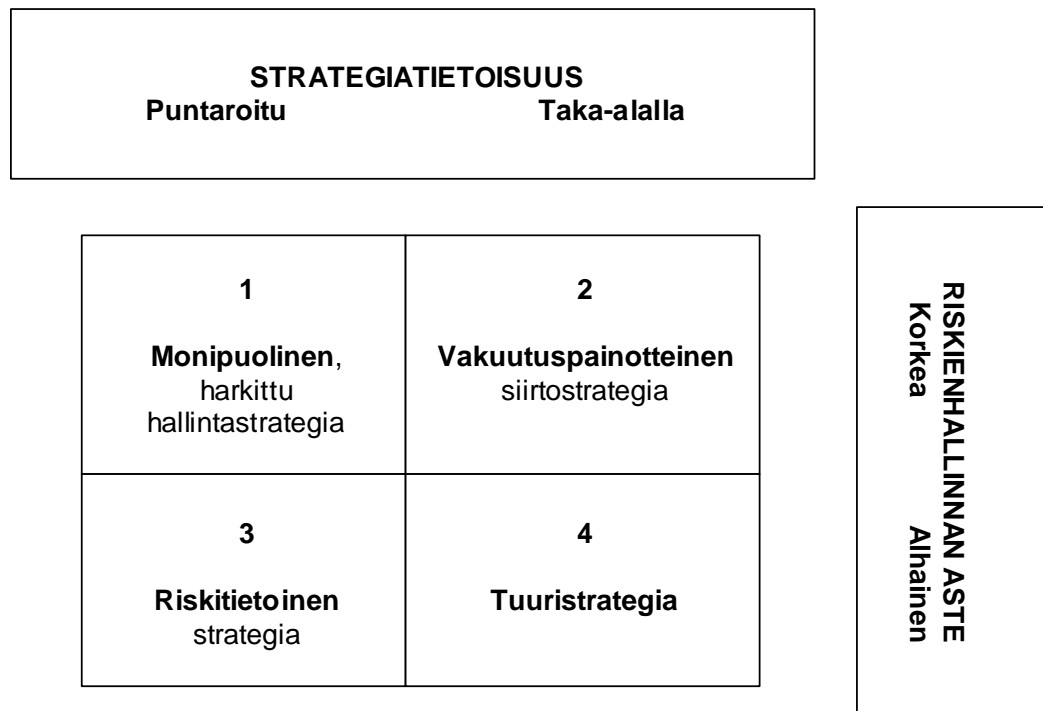 STRATEGIATIETOISUUS
Puntaroitu Taka-alalla
1
Monipuolinen,
harkittu
hallintastrategia
2
Vakuutuspainotteinen
siirtostrategia
3
Riskitietoinen
strategia
4
Tuuristrategia
RISKIENHALLINNAN ASTE
Korkea Alhainen